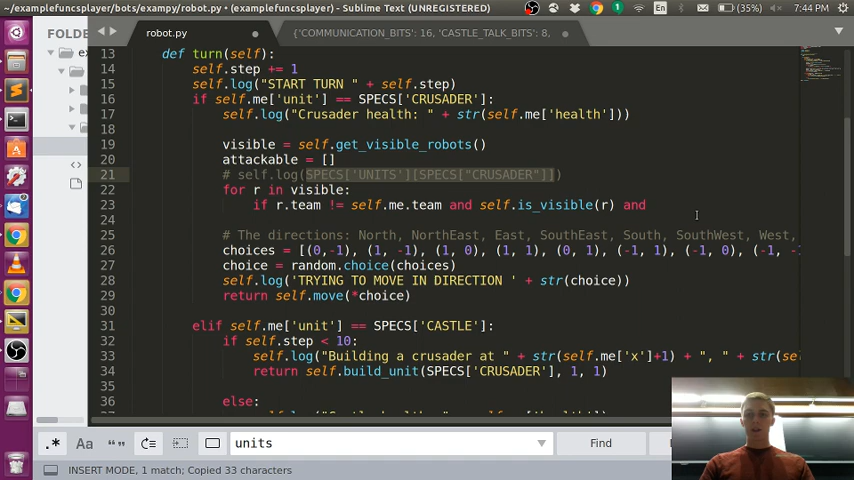 ~/examplefuncsplayer/bots/exampy/robot.py • (examplefuncsplayer) - Sublime Text (UNREGISTERED)
En
(35%)
7:44 PM
FOLD
robot.py
{'COMMUNICATION_BITS': 16, 'CASTLE_TALK_BITS': 8,
13 def turn(self):
14 self.step += 1
15 self.log("START TURN " + self.step)
16 if self.me['unit'] == SPECS['CRUSADER']:
17 self.log("Crusader health: " + str(self.me['health']))
18
19 visible = self.get_visible_robots()
20 attackable = []
21 # self.log(SPECS['UNITS'][SPECS["CRUSADER"]])
22 for r in visible:
23 if r.team != self.me.team and self.is_visible(r) and
24
25 # The directions: North, NorthEast, East, SouthEast, South, SouthWest, West,
26 choices = [(0,-1), (1, -1), (1, 0), (1, 1), (0, 1), (-1, 1), (-1, 0), (-1, -1
27 choice = random.choice(choices)
28 self.log('TRYING TO MOVE IN DIRECTION ' + str(choice))
29 return self.move(*choice)
30
31 elif self.me['unit'] == SPECS['CASTLE']:
32 if self.step < 10:
33 self.log("Building a crusader at " + str(self.me['x']+1) + ", " + str(se
34 return self.build_unit(SPECS['CRUSADER'], 1, 1)
35
36 else:
.* Aa “” units Find
INSERT MODE, 1 match; Copied 33 characters